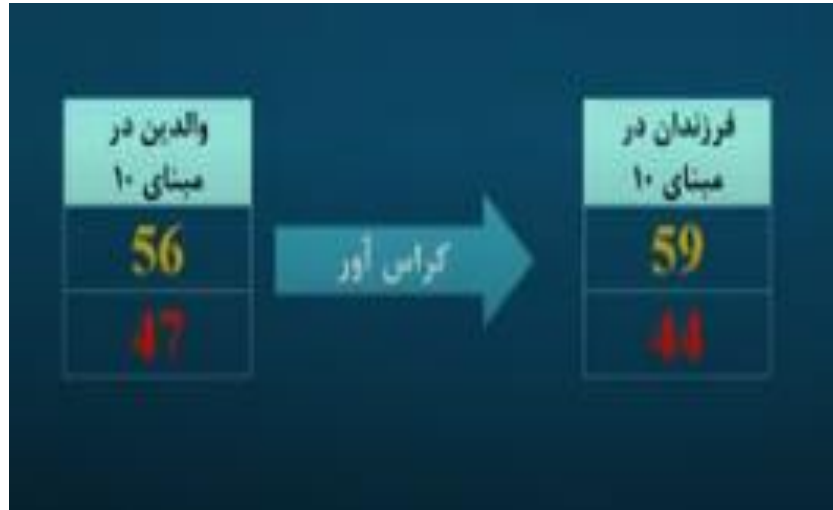 والدین در
مبنای ۱۰
56
47
کراس آور
فرزندان در
مبنای ۱۰
59
44